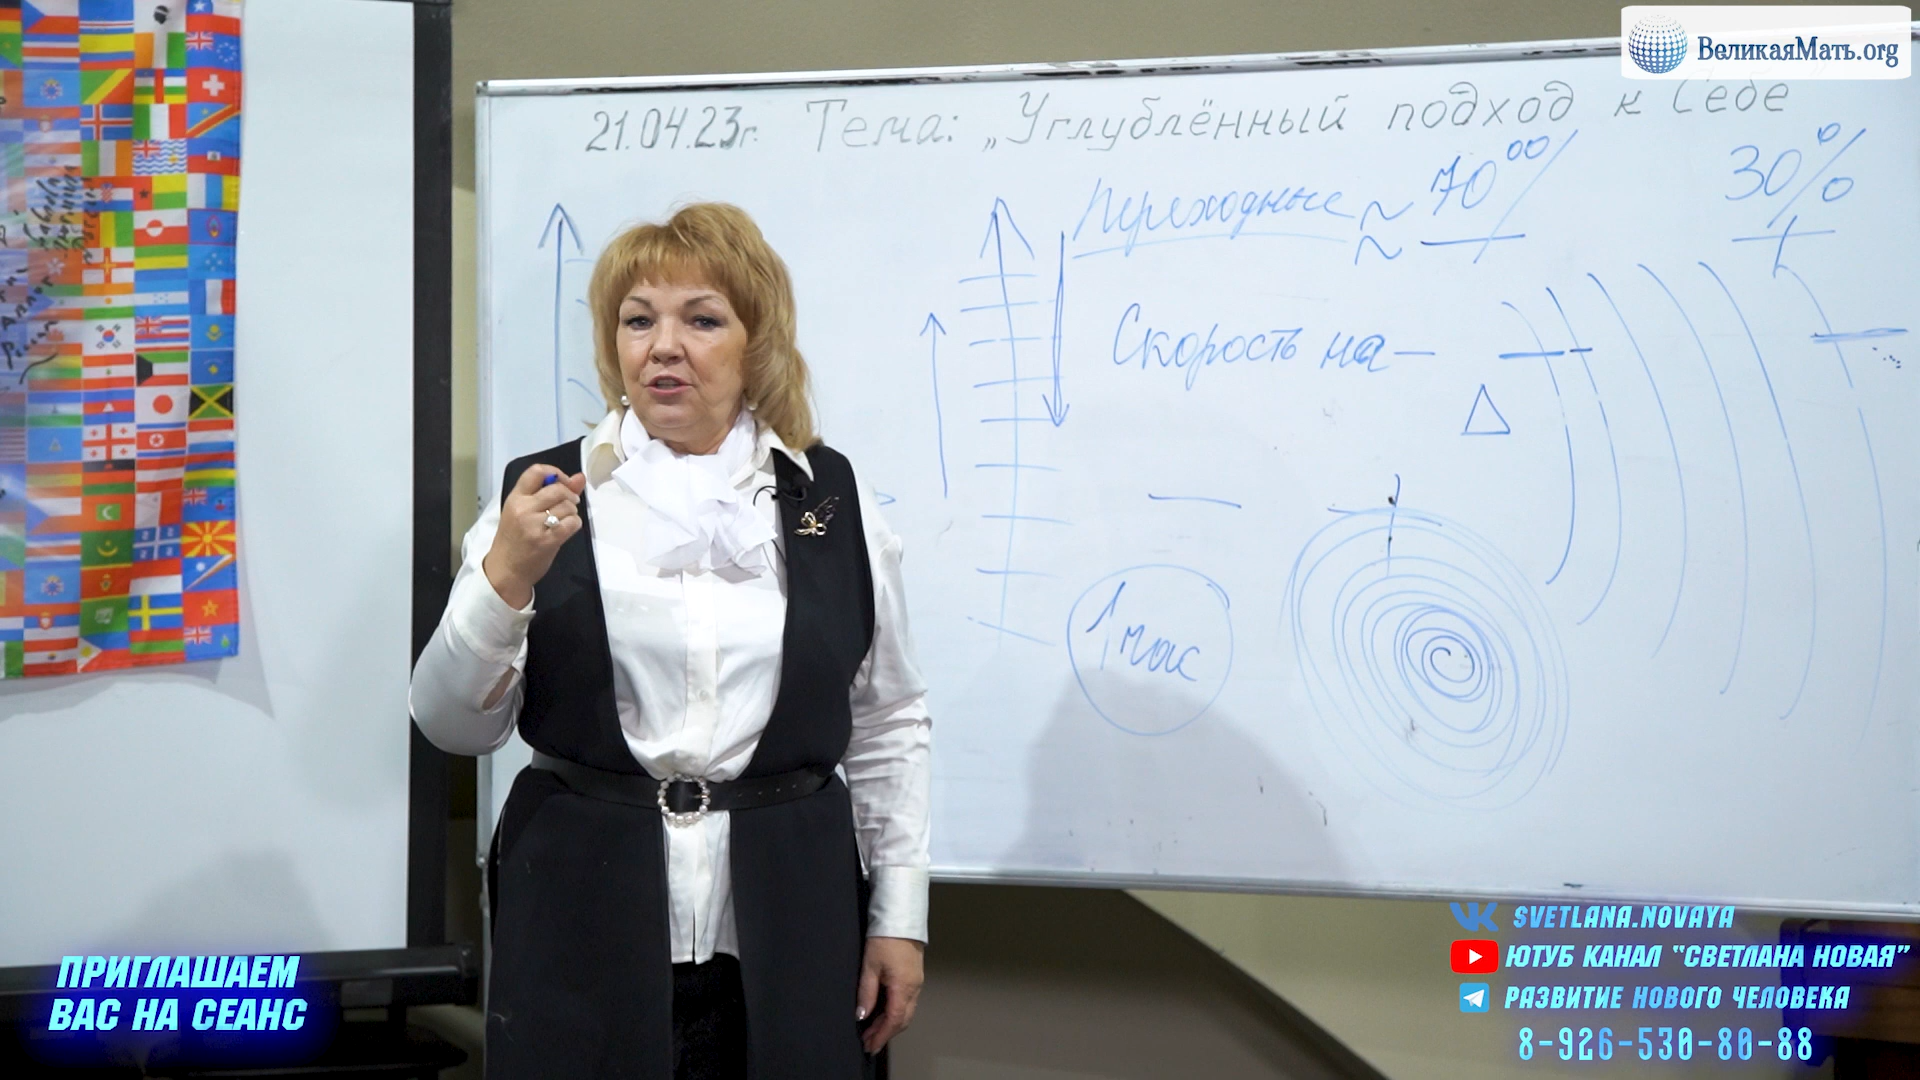 ВеликаяМать.org
21.04.23г. Тема: „Углублённый подход к Себе"
Переходные ≈ 70% 30%
Скорость на —
1 час
ПРИГЛАШАЕМ
ВАС НА СЕАНС
SVETLANA.NOVAYA
ЮТУБ КАНАЛ "СВЕТЛАНА НОВАЯ"
РАЗВИТИЕ НОВОГО ЧЕЛОВЕКА
8-926-530-80-88